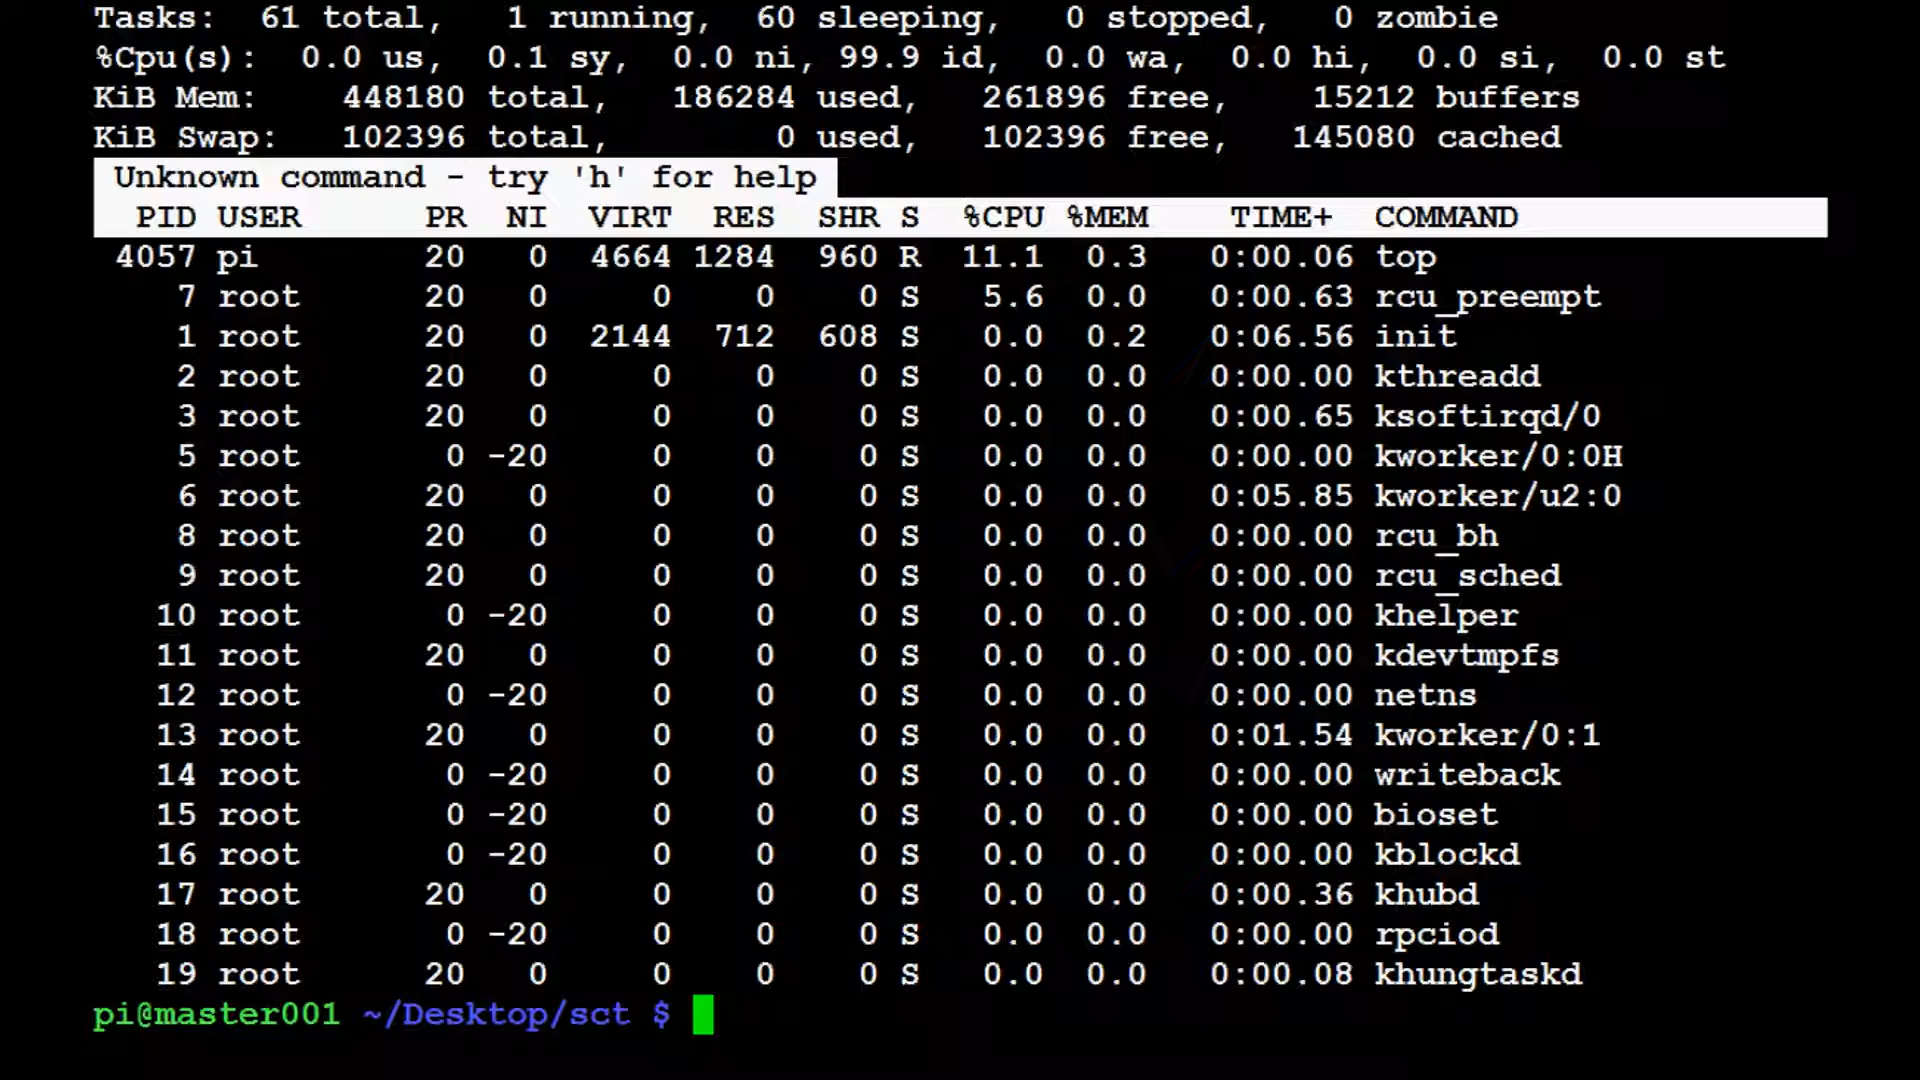 Tasks:  61 total,   1 running,  60 sleeping,   0 stopped,   0 zombie
%Cpu(s):  0.0 us,  0.1 sy,  0.0 ni, 99.9 id,  0.0 wa,  0.0 hi,  0.0 si,  0.0 st
KiB Mem:    448180 total,   186284 used,   261896 free,    15212 buffers
KiB Swap:   102396 total,        0 used,   102396 free,   145080 cached
Unknown command - try 'h' for help
PID USER      PR  NI  VIRT  RES  SHR S  %CPU %MEM    TIME+  COMMAND
4057 pi        20   0  4664 1284  960 R  11.1  0.3   0:00.06 top
7 root      20   0     0    0    0 S   5.6  0.0   0:00.63 rcu_preempt
1 root      20   0  2144  712  608 S   0.0  0.2   0:06.56 init
2 root      20   0     0    0    0 S   0.0  0.0   0:00.00 kthreadd
3 root      20   0     0    0    0 S   0.0  0.0   0:00.65 ksoftirqd/0
5 root       0 -20     0    0    0 S   0.0  0.0   0:00.00 kworker/0:0H
6 root      20   0     0    0    0 S   0.0  0.0   0:05.85 kworker/u2:0
8 root      20   0     0    0    0 S   0.0  0.0   0:00.00 rcu_bh
9 root      20   0     0    0    0 S   0.0  0.0   0:00.00 rcu_sched
10 root       0 -20     0    0    0 S   0.0  0.0   0:00.00 khelper
11 root      20   0     0    0    0 S   0.0  0.0   0:00.00 kdevtmpfs
12 root       0 -20     0    0    0 S   0.0  0.0   0:00.00 netns
13 root      20   0     0    0    0 S   0.0  0.0   0:01.54 kworker/0:1
14 root       0 -20     0    0    0 S   0.0  0.0   0:00.00 writeback
15 root       0 -20     0    0    0 S   0.0  0.0   0:00.00 bioset
16 root       0 -20     0    0    0 S   0.0  0.0   0:00.00 kblockd
17 root      20   0     0    0    0 S   0.0  0.0   0:00.36 khubd
18 root       0 -20     0    0    0 S   0.0  0.0   0:00.00 rpciod
19 root      20   0     0    0    0 S   0.0  0.0   0:00.08 khungtaskd
pi@master001 ~/Desktop/sct $